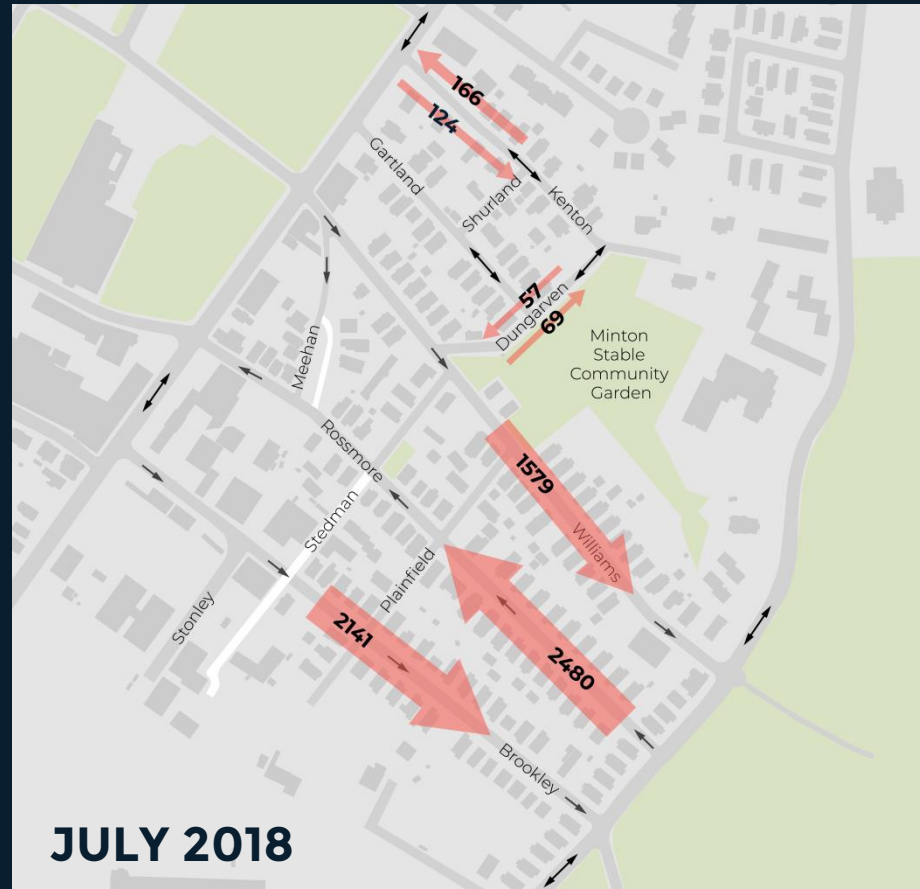 166
124
Gartland
Shurland
Kenton
57
Dungarven
69
Minton
Stable
Community
Garden
Meehan
Rossmore
1579
Stedman
Williams
Plainfield
Stonley
2141
2480
Brookley
JULY 2018